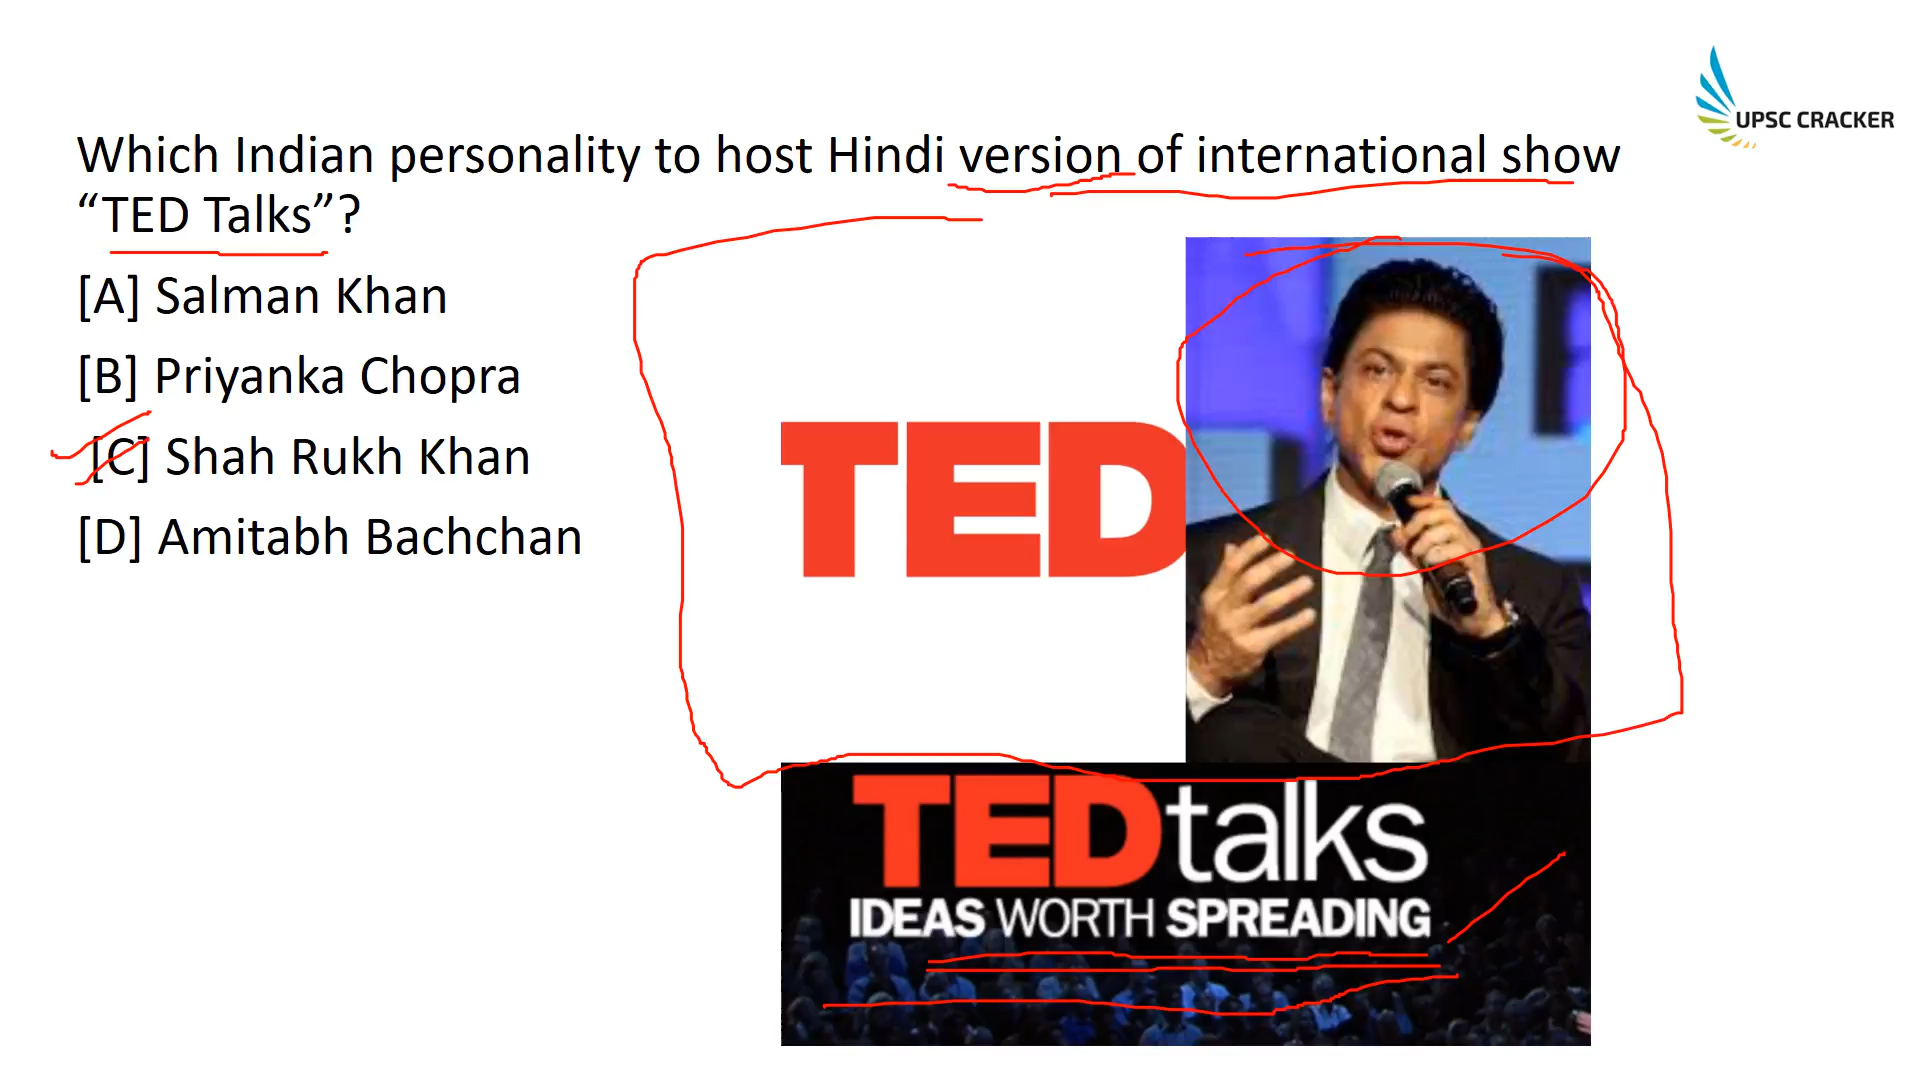 UPSC CRACKER
Which Indian personality to host Hindi version of international show
“TED Talks”?
[A] Salman Khan
[B] Priyanka Chopra
[C] Shah Rukh Khan
[D] Amitabh Bachchan
TED
TEDtalks
IDEAS WORTH SPREADING